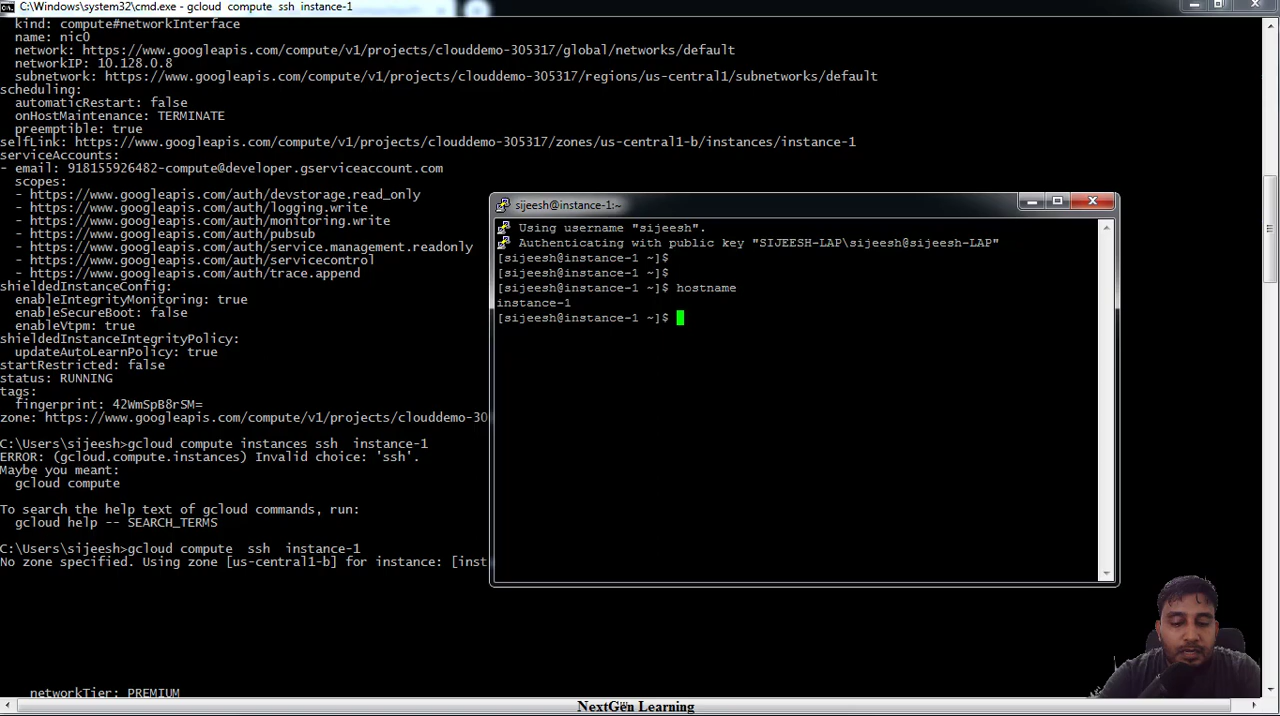 C:\Windows\system32\cmd.exe - gcloud compute ssh instance-1
kind: compute#networkInterface
name: nic0
network: https://www.googleapis.com/compute/v1/projects/clouddemo-305317/global/networks/default
networkIP: 10.128.0.8
subnetwork: https://www.googleapis.com/compute/v1/projects/clouddemo-305317/regions/us-central1/subnetworks/default
scheduling:
automaticRestart: false
onHostMaintenance: TERMINATE
preemptible: true
selfLink: https://www.googleapis.com/compute/v1/projects/clouddemo-305317/zones/us-central1-b/instances/instance-1
serviceAccounts:
- email: 918155926482-compute@developer.gserviceaccount.com
scopes:
- https://www.googleapis.com/auth/devstorage.read_only
- https://www.googleapis.com/auth/logging.write
- https://www.googleapis.com/auth/monitoring.write
- https://www.googleapis.com/auth/pubsub
- https://www.googleapis.com/auth/service.management.readonly
- https://www.googleapis.com/auth/servicecontrol
- https://www.googleapis.com/auth/trace.append
shieldedInstanceConfig:
enableIntegrityMonitoring: true
enableSecureBoot: false
enableVtpm: true
shieldedInstanceIntegrityPolicy:
updateAutoLearnPolicy: true
startRestricted: false
status: RUNNING
tags:
fingerprint: 42WmSpB8rSM=
zone: https://www.googleapis.com/compute/v1/projects/clouddemo-30
C:\Users\sijeesh>gcloud compute instances ssh  instance-1
ERROR: (gcloud.compute.instances) Invalid choice: 'ssh'.
Maybe you meant:
gcloud compute
To search the help text of gcloud commands, run:
gcloud help -- SEARCH_TERMS
C:\Users\sijeesh>gcloud compute  ssh  instance-1
No zone specified. Using zone [us-central1-b] for instance: [inst
networkTier: PREMIUM
sijeesh@instance-1:~
Using username "sijeesh".
Authenticating with public key "SIJEESH-LAP\sijeesh@sijeesh-LAP"
[sijeesh@instance-1 ~]$
[sijeesh@instance-1 ~]$
[sijeesh@instance-1 ~]$ hostname
instance-1
[sijeesh@instance-1 ~]$
NextGen Learning